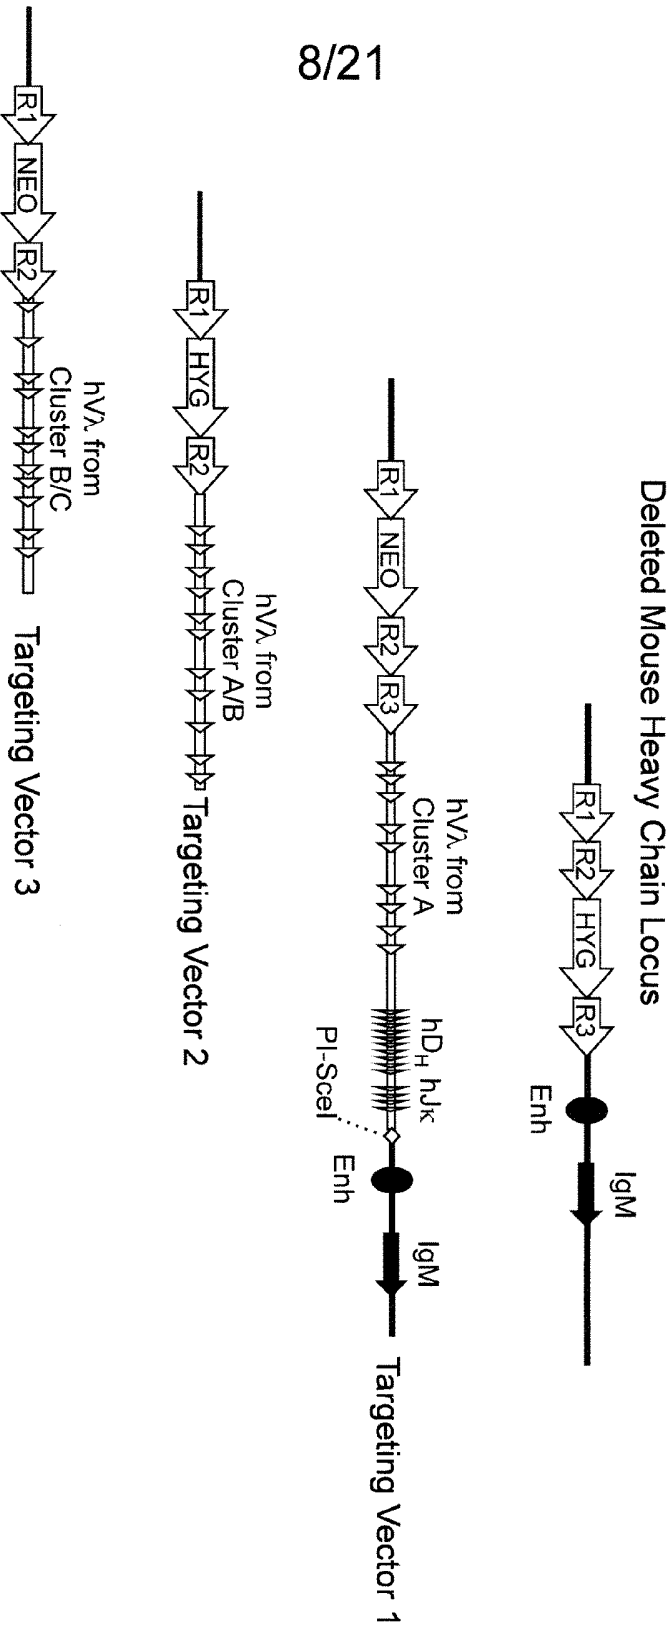 8/21
Deleted Mouse Heavy Chain Locus
R1
R2
HYG
R3
Enh
IgM
R1
NEO
R2
R3
hVλ from
Cluster A
hDH hJκ
PI-SceI
Enh
IgM
Targeting Vector 1
R1
HYG
R2
hVλ from
Cluster A/B
Targeting Vector 2
R1
NEO
R2
hVλ from
Cluster B/C
Targeting Vector 3